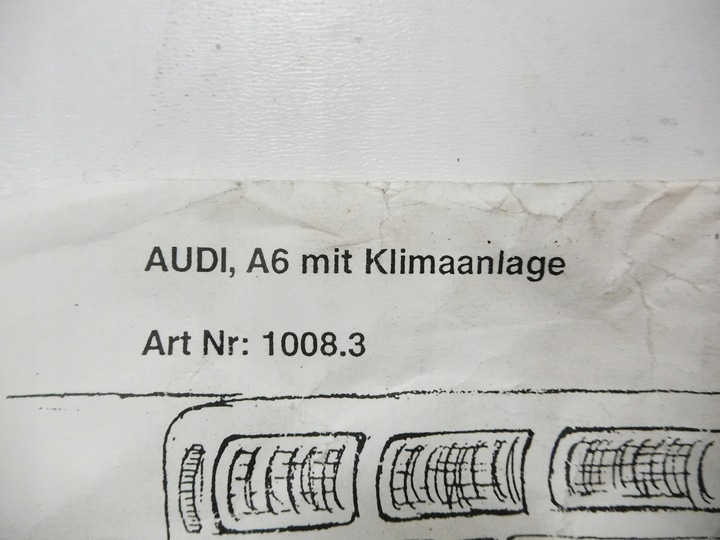 AUDI, A6 mit Klimaanlage
Art Nr: 1008.3